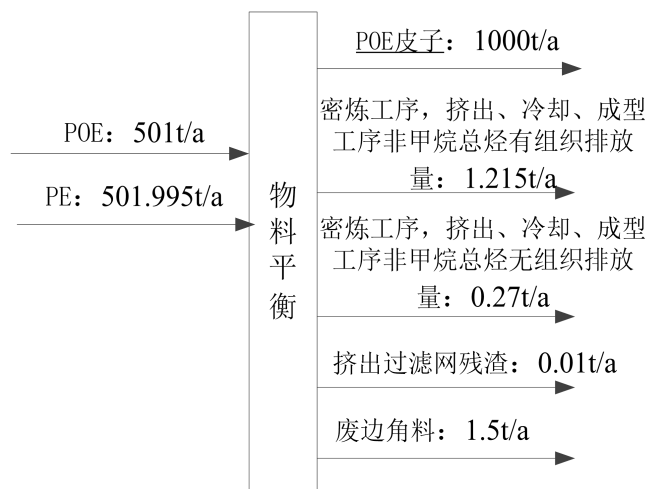 POE皮子：1000t/a
密炼工序，挤出、冷却、成型
工序非甲烷总烃有组织排放
量：1.215t/a
POE：501t/a
PE：501.995t/a
物
料
平
衡
密炼工序，挤出、冷却、成型
工序非甲烷总烃无组织排放
量：0.27t/a
挤出过滤网残渣：0.01t/a
废边角料：1.5t/a